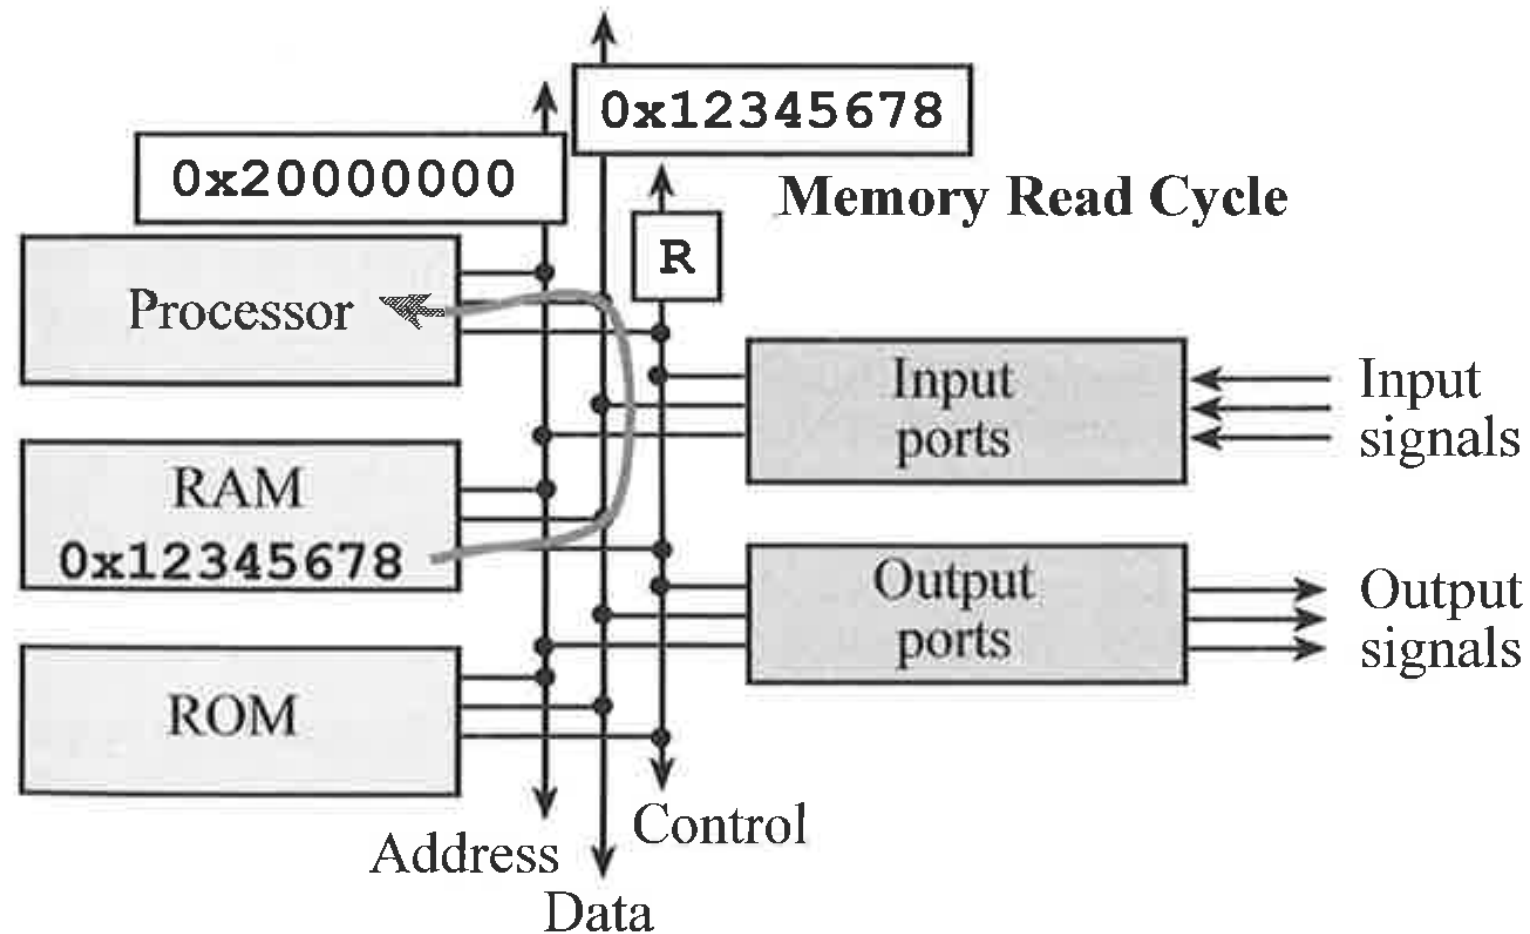 0x12345678
0x20000000
Memory Read Cycle
R
Processor
Input
ports
Input
signals
RAM
0x12345678
Output
ports
Output
signals
ROM
Control
Address
Data